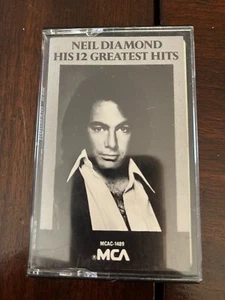 NEIL DIAMOND
HIS 12 GREATEST HITS
MCAC-1489
MCA